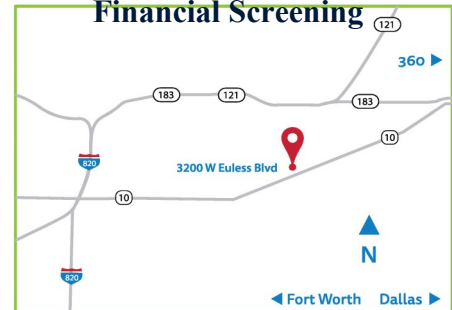 Financial Screening
121
360
183
121
183
10
3200 W Euless Blvd
820
10
N
820
Fort Worth Dallas